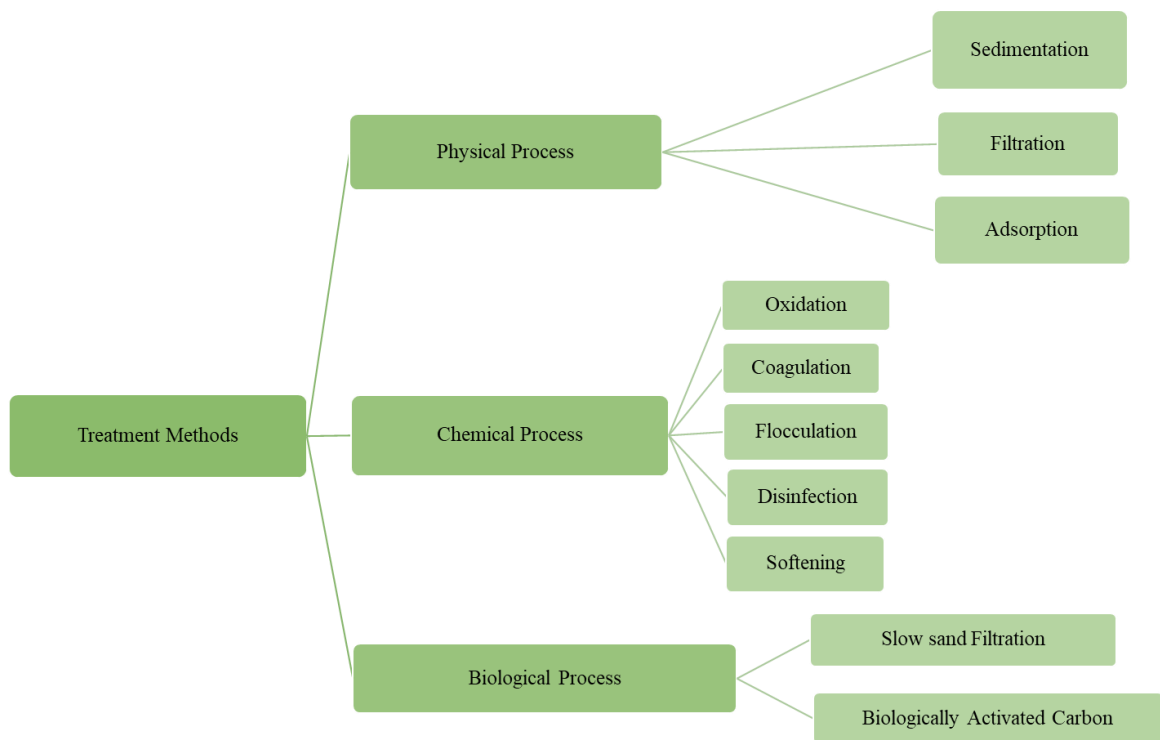 Treatment Methods
Physical Process
Sedimentation
Filtration
Adsorption
Chemical Process
Oxidation
Coagulation
Flocculation
Disinfection
Softening
Biological Process
Slow sand Filtration
Biologically Activated Carbon